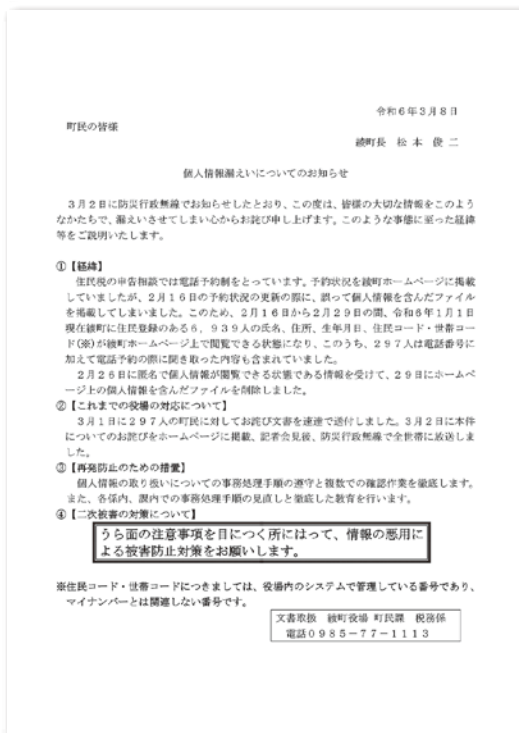 令和6年3月8日
町民の皆様
綾町長　松 本　俊 二
個人情報漏えいについてのお知らせ
３月２日に防災行政無線でお知らせしたとおり、この度は、皆様の大切な情報をこのよう
なかたちで、漏えいさせてしまい心からお詫び申し上げます。このような事態に至った経緯
等をご説明いたします。
①【経緯】
住民税の申告相談では電話予約制をとっています。予約状況を綾町ホームページに掲載
していましたが、２月１６日の予約状況の更新の際に、誤って個人情報を含んだファイル
を掲載してしまいました。このため、２月１６日から２月２９日の間、令和６年１月１日
現在綾町に住民登録のある６，９３９人の氏名、住所、生年月日、住民コード・世帯コー
ド(※)が綾町ホームページ上で閲覧できる状態になり、このうち、２９７人は電話番号に
加えて電話予約の際に聞き取った内容も含まれていました。
２月２６日に匿名で個人情報が閲覧できる状態である情報を受けて、２９日にホームペ
ージ上の個人情報を含んだファイルを削除しました。
②【これまでの役場の対応について】
３月１日に２９７人の町民に対してお詫び文書を速達で送付しました。３月２日に本件
についてのお詫びをホームページに掲載、記者会見後、防災行政無線で全世帯に放送しま
した。
③【再発防止のための措置】
個人情報の取り扱いについての事務処理手順の遵守と複数での確認作業を徹底します。
また、各係内、課内での事務処理手順の見直しと徹底した教育を行います。
④【二次被害の対策について】
うら面の注意事項を目につく所にはって、情報の悪用に
よる被害防止対策をお願いします。
※住民コード・世帯コードにつきましては、役場内のシステムで管理している番号であり、
マイナンバーとは関連しない番号です。
文書取扱　綾町役場 町民課　税務係
電話０９８５－７７－１１１３